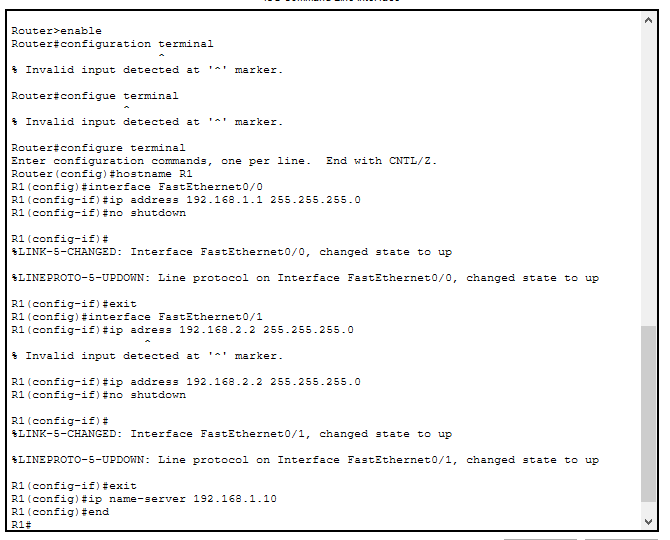 Router>enable
Router#configuration terminal
^
% Invalid input detected at '^' marker.
Router#configue terminal
^
% Invalid input detected at '^' marker.
Router#configure terminal
Enter configuration commands, one per line.  End with CNTL/Z.
Router(config)#hostname R1
R1(config)#interface FastEthernet0/0
R1(config-if)#ip address 192.168.1.1 255.255.255.0
R1(config-if)#no shutdown
R1(config-if)#
%LINK-5-CHANGED: Interface FastEthernet0/0, changed state to up
%LINEPROTO-5-UPDOWN: Line protocol on Interface FastEthernet0/0, changed state to up
R1(config-if)#exit
R1(config)#interface FastEthernet0/1
R1(config-if)#ip adress 192.168.2.2 255.255.255.0
^
% Invalid input detected at '^' marker.
R1(config-if)#ip address 192.168.2.2 255.255.255.0
R1(config-if)#no shutdown
R1(config-if)#
%LINK-5-CHANGED: Interface FastEthernet0/1, changed state to up
%LINEPROTO-5-UPDOWN: Line protocol on Interface FastEthernet0/1, changed state to up
R1(config-if)#exit
R1(config)#ip name-server 192.168.1.10
R1(config)#end
R1#